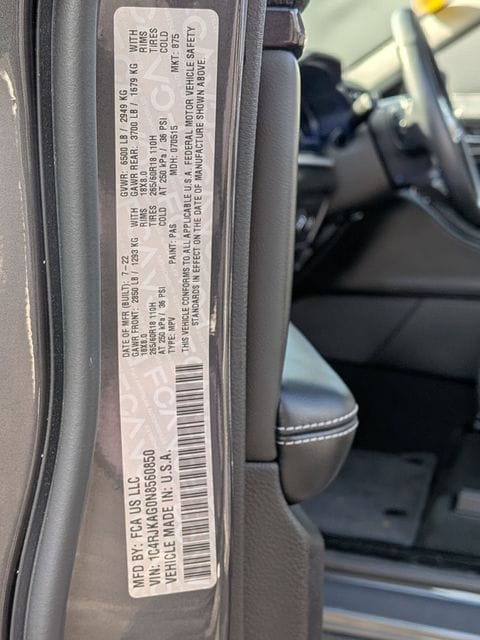 MFD BY: FCA US LLC
DATE OF MFR (BUILT): 7-22
GVWR: 6500 LB / 2949 KG
GAWR FRONT: 2850 LB / 1293 KG WITH
GAWR REAR: 3700 LB / 1679 KG WITH
18X8.0 RIMS
18X8.0 RIMS
265/60R18 110H TIRES
265/60R18 110H TIRES
AT 250 kPa / 36 PSI COLD
AT 250 kPa / 36 PSI COLD
VIN: 1C4RJKAG0N8560850
TYPE: MPV PAINT: PAS MDH: 070515 MKT: 875
VEHICLE MADE IN: U.S.A.
THIS VEHICLE CONFORMS TO ALL APPLICABLE U.S.A. FEDERAL MOTOR VEHICLE SAFETY
STANDARDS IN EFFECT ON THE DATE OF MANUFACTURE SHOWN ABOVE.